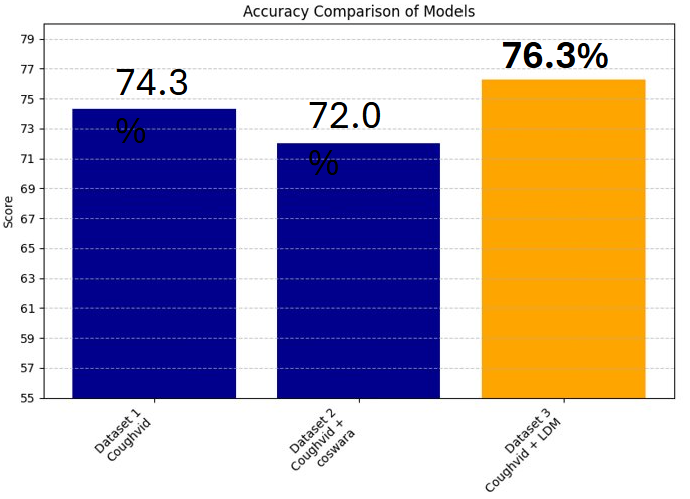 Accuracy Comparison of Models
79
77
75
73
71
69
67
65
63
61
59
57
55
Score
74.3
%
72.0
%
76.3%
Dataset 1
Coughvid
Dataset 2
Coughvid +
coswara
Dataset 3
Coughvid + LDM